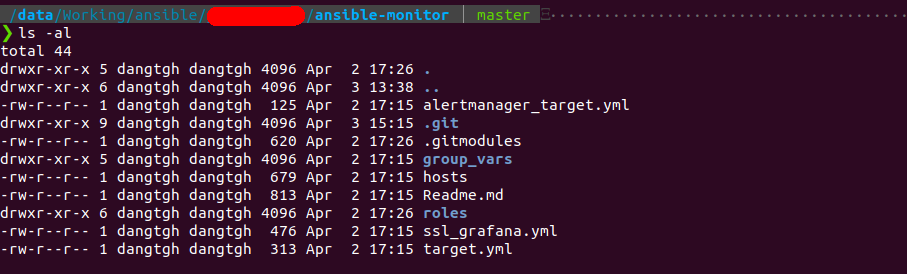 /data/Working/ansible/ /ansible-monitor master
❯ ls -al
total 44
drwxr-xr-x 5 dangtgh dangtgh 4096 Apr  2 17:26 .
drwxr-xr-x 6 dangtgh dangtgh 4096 Apr  3 13:38 ..
-rw-r--r-- 1 dangtgh dangtgh  125 Apr  2 17:15 alertmanager_target.yml
drwxr-xr-x 9 dangtgh dangtgh 4096 Apr  3 15:15 .git
-rw-r--r-- 1 dangtgh dangtgh  620 Apr  2 17:26 .gitmodules
drwxr-xr-x 5 dangtgh dangtgh 4096 Apr  2 17:15 group_vars
-rw-r--r-- 1 dangtgh dangtgh  679 Apr  2 17:15 hosts
-rw-r--r-- 1 dangtgh dangtgh  813 Apr  2 17:15 Readme.md
drwxr-xr-x 6 dangtgh dangtgh 4096 Apr  2 17:26 roles
-rw-r--r-- 1 dangtgh dangtgh  476 Apr  2 17:15 ssl_grafana.yml
-rw-r--r-- 1 dangtgh dangtgh  313 Apr  2 17:15 target.yml